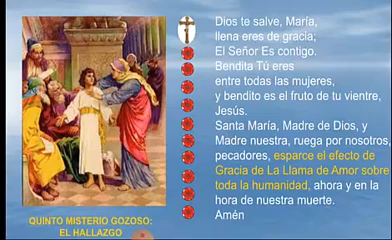 Dios te salve, María,
llena eres de gracia;
El Señor Es contigo.
Bendita Tú eres
entre todas las mujeres,
y bendito es el fruto de tu vientre,
Jesús.
Santa María, Madre de Dios, y
Madre nuestra, ruega por nosotros,
pecadores, esparce el efecto de
Gracia de La Llama de Amor sobre
toda la humanidad, ahora y en la
hora de nuestra muerte.
Amén
QUINTO MISTERIO GOZOSO:
EL HALLAZGO